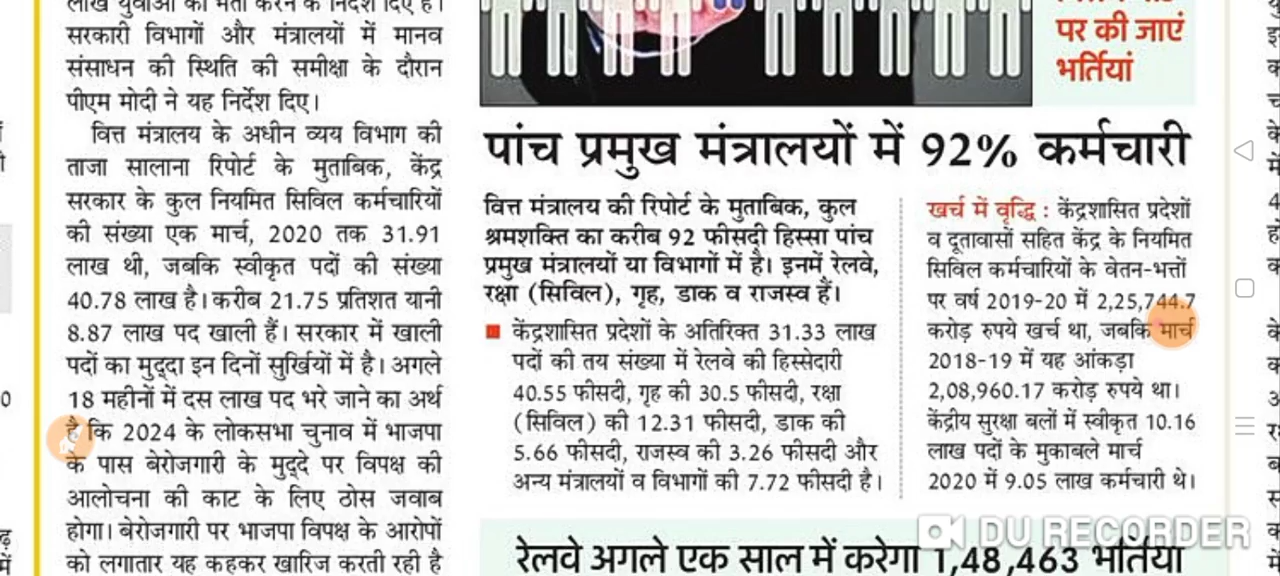 सरकारी विभागों और मंत्रालयों में मानव
संसाधन की स्थिति की समीक्षा के दौरान
पीएम मोदी ने यह निर्देश दिए।
वित्त मंत्रालय के अधीन व्यय विभाग की
ताजा सालाना रिपोर्ट के मुताबिक, केंद्र
सरकार के कुल नियमित सिविल कर्मचारियों
की संख्या एक मार्च, 2020 तक 31.91
लाख थी, जबकि स्वीकृत पदों की संख्या
40.78 लाख है। करीब 21.75 प्रतिशत यानी
8.87 लाख पद खाली हैं। सरकार में खाली
पदों का मुद्दा इन दिनों सुर्खियों में है। अगले
18 महीनों में दस लाख पद भरे जाने का अर्थ
है कि 2024 के लोकसभा चुनाव में भाजपा
के पास बेरोजगारी के मुद्दे पर विपक्ष की
आलोचना की काट के लिए ठोस जवाब
होगा। बेरोजगारी पर भाजपा विपक्ष के आरोपों
को लगातार यह कहकर खारिज करती रही है
पर की जाएं
भर्तियां
पांच प्रमुख मंत्रालयों में 92% कर्मचारी
वित्त मंत्रालय की रिपोर्ट के मुताबिक, कुल
श्रमशक्ति का करीब 92 फीसदी हिस्सा पांच
प्रमुख मंत्रालयों या विभागों में है। इनमें रेलवे,
रक्षा (सिविल), गृह, डाक व राजस्व हैं।
केंद्रशासित प्रदेशों के अतिरिक्त 31.33 लाख
पदों की तय संख्या में रेलवे की हिस्सेदारी
40.55 फीसदी, गृह की 30.5 फीसदी, रक्षा
(सिविल) की 12.31 फीसदी, डाक की
5.66 फीसदी, राजस्व की 3.26 फीसदी और
अन्य मंत्रालयों व विभागों की 7.72 फीसदी है।
खर्च में वृद्धि : केंद्रशासित प्रदेशों
व दूतावासों सहित केंद्र के नियमित
सिविल कर्मचारियों के वेतन-भत्तों
पर वर्ष 2019-20 में 2,25,744.7
करोड़ रुपये खर्च था, जबकि मार्च
2018-19 में यह आंकड़ा
2,08,960.17 करोड़ रुपये था।
केंद्रीय सुरक्षा बलों में स्वीकृत 10.16
लाख पदों के मुकाबले मार्च
2020 में 9.05 लाख कर्मचारी थे।
DU RECORDER
रेलवे अगले एक साल में करेगा 1,48,463 भर्तियां